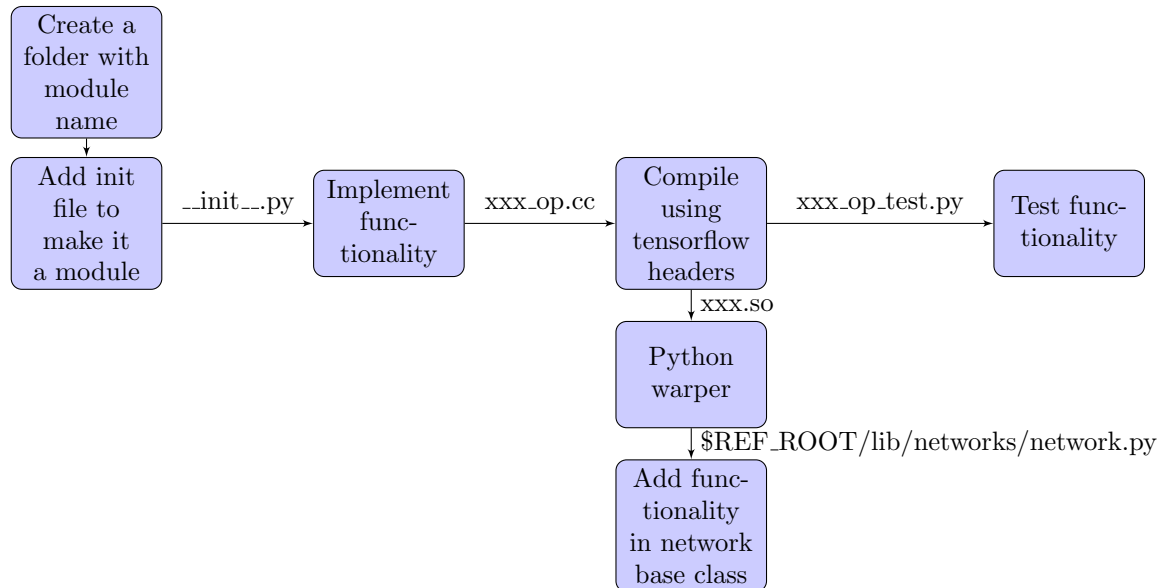 Create a
folder with
module
name
Add init
file to
make it
a module
__init__.py
Implement
func-
tionality
xxx_op.cc
Compile
using
tensorflow
headers
xxx_op_test.py
Test func-
tionality
xxx.so
Python
warper
$REF_ROOT/lib/networks/network.py
Add func-
tionality
in network
base class